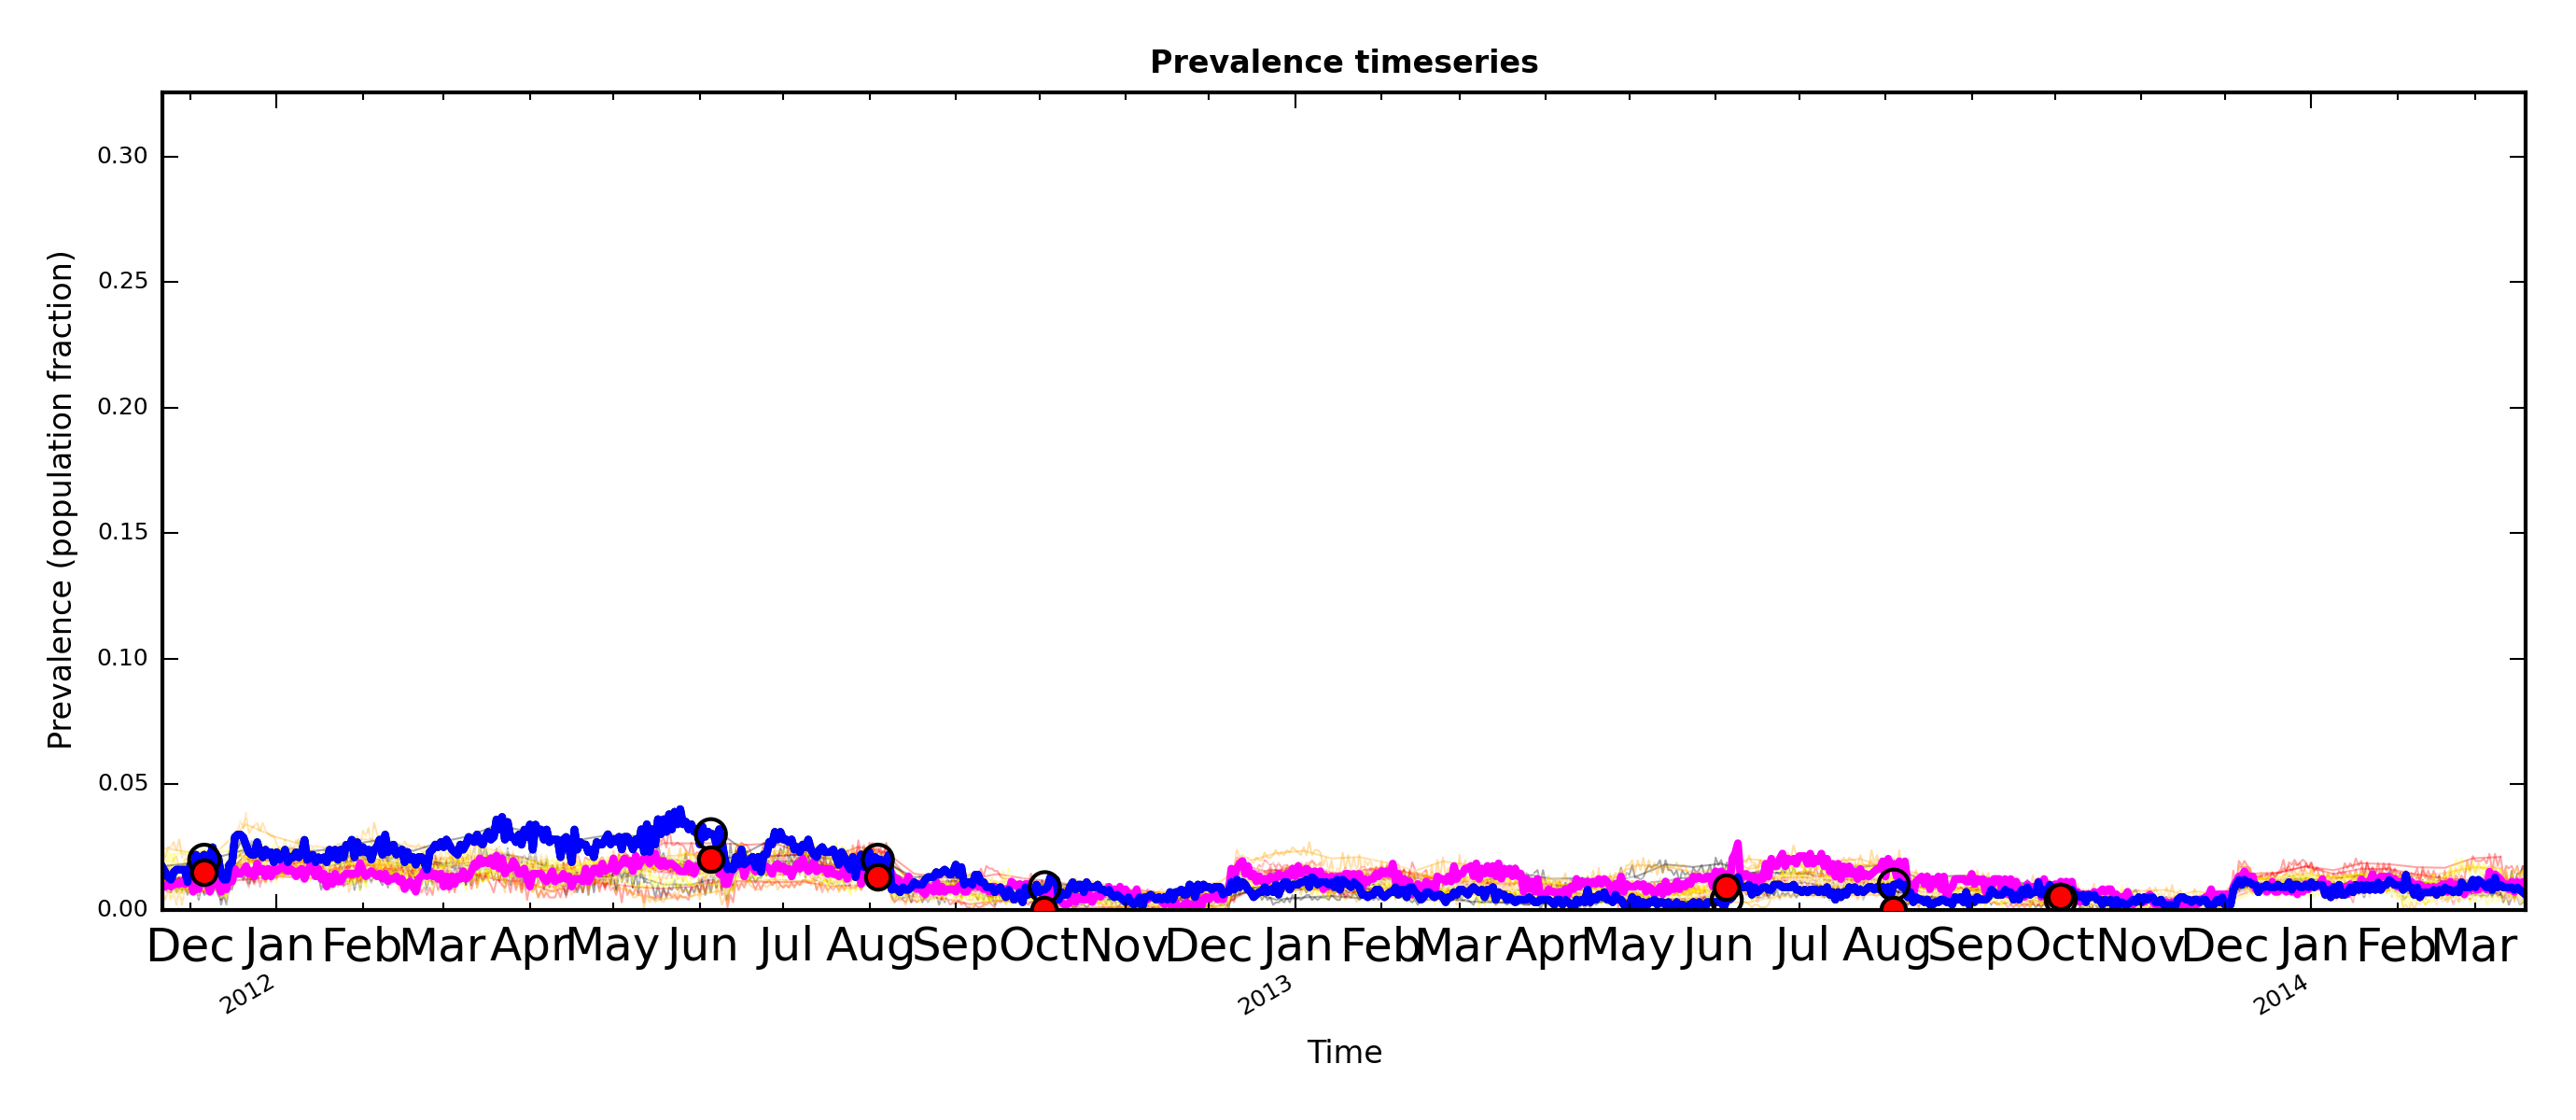 Prevalence timeseries
0.30
0.25
0.20
0.15
0.10
0.05
0.00
Prevalence (population fraction)
Dec Jan Feb Mar Apr May Jun Jul Aug Sep Oct Nov Dec Jan Feb Mar Apr May Jun Jul Aug Sep Oct Nov Dec Jan Feb Mar
2012 2013 2014
Time